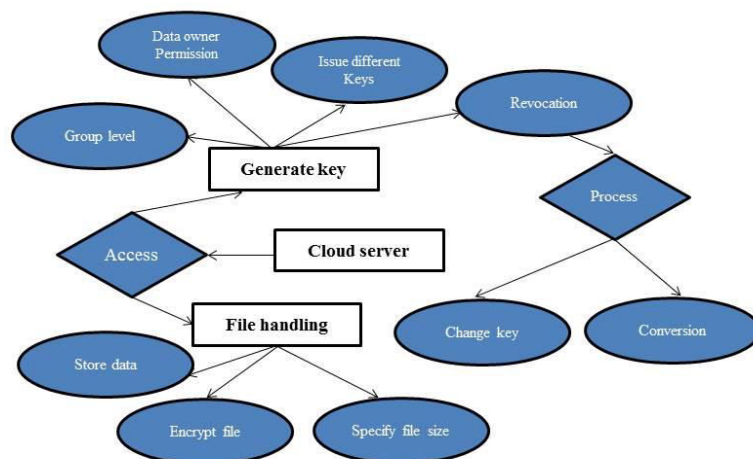 Data owner
Permission
Issue different
Keys
Revocation
Group level
Generate key
Process
Access
Cloud server
File handling
Change key
Conversion
Store data
Encrypt file
Specify file size